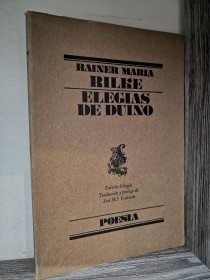 RAINER MARIA
RILKE
ELEGIAS
DE DUINO
Edición bilingüe
Traducción y prólogo de
José Mª Valverde
POESIA